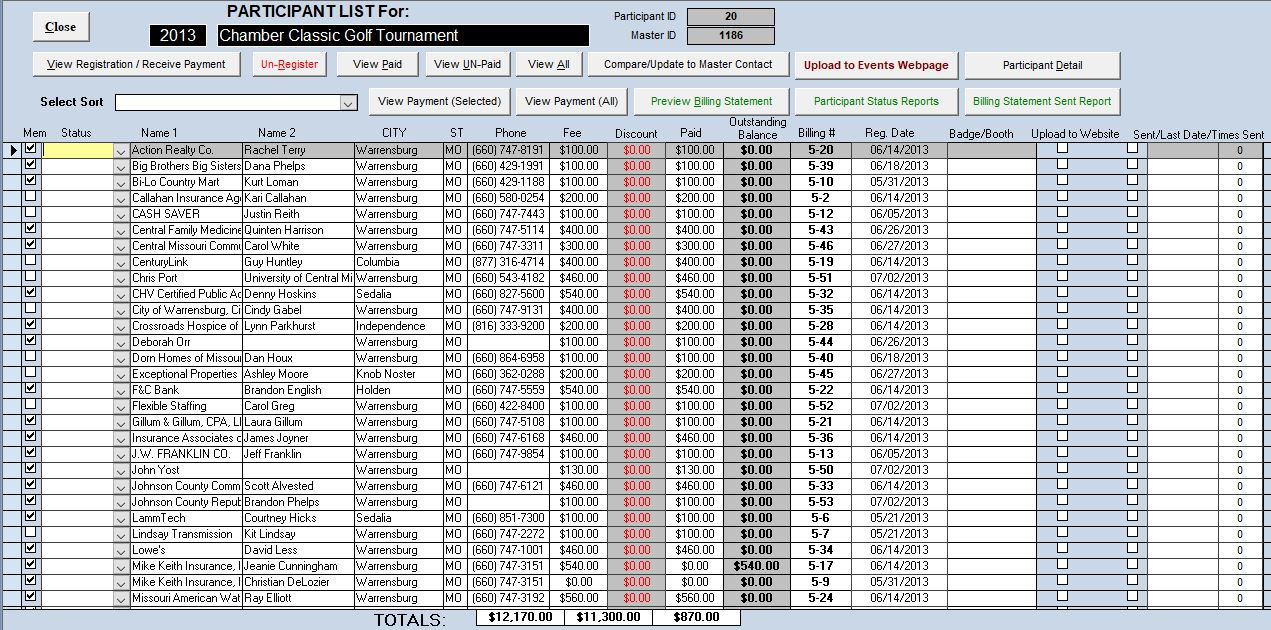 PARTICIPANT LIST For:
Close
2013 Chamber Classic Golf Tournament
Participant ID 20
Master ID 1186
View Registration / Receive Payment Un-Register View Paid View UN-Paid View All Compare/Update to Master Contact Upload to Events Webpage Participant Detail
Select Sort View Payment (Selected) View Payment (All) Preview Billing Statement Participant Status Reports Billing Statement Sent Report
Mem Status Name 1 Name 2 CITY ST Phone Fee Discount Paid Outstanding Balance Billing # Reg. Date Badge/Booth Upload to Website Sent/Last Date/Times Sent
Action Realty Co. Rachel Terry Warrensburg MO (660) 747-8191 $100.00 $0.00 $100.00 $0.00 5-20 06/14/2013 0
Big Brothers Big Sisters Dana Phelps Warrensburg MO (660) 429-1991 $100.00 $0.00 $100.00 $0.00 5-39 06/18/2013 0
Bi-Lo Country Mart Kurt Loman Warrensburg MO (660) 429-1188 $100.00 $0.00 $100.00 $0.00 5-10 05/31/2013 0
Callahan Insurance Ag Kari Callahan Warrensburg MO (660) 580-0254 $200.00 $0.00 $200.00 $0.00 5-2 06/14/2013 0
CASH SAVER Justin Reith Warrensburg MO (660) 747-7443 $100.00 $0.00 $100.00 $0.00 5-12 06/05/2013 0
Central Family Medicine Quinten Harrison Warrensburg MO (660) 747-5114 $400.00 $0.00 $400.00 $0.00 5-43 06/26/2013 0
Central Missouri Commu Carol White Warrensburg MO (660) 747-3311 $300.00 $0.00 $300.00 $0.00 5-46 06/27/2013 0
CenturyLink Guy Huntley Columbia MO (877) 316-4714 $400.00 $0.00 $400.00 $0.00 5-19 06/14/2013 0
Chris Port University of Central Mi Warrensburg MO (660) 543-4182 $460.00 $0.00 $460.00 $0.00 5-51 07/02/2013 0
CHV Certified Public Ac Denny Hoskins Sedalia MO (660) 827-5600 $540.00 $0.00 $540.00 $0.00 5-32 06/14/2013 0
City of Warrensburg, Ci Cindy Gabel Warrensburg MO (660) 747-9131 $400.00 $0.00 $400.00 $0.00 5-35 06/14/2013 0
Crossroads Hospice of Lynn Parkhurst Independence MO (816) 333-9200 $200.00 $0.00 $200.00 $0.00 5-28 06/14/2013 0
Deborah Orr Warrensburg MO $100.00 $0.00 $100.00 $0.00 5-44 06/26/2013 0
Dorn Homes of Missou Dan Houx Warrensburg MO (660) 864-6958 $100.00 $0.00 $100.00 $0.00 5-40 06/18/2013 0
Exceptional Properties Ashley Moore Knob Noster MO (660) 362-0288 $200.00 $0.00 $200.00 $0.00 5-45 06/27/2013 0
F&C Bank Brandon English Holden MO (660) 747-5559 $540.00 $0.00 $540.00 $0.00 5-22 06/14/2013 0
Flexible Staffing Carol Greg Warrensburg MO (660) 422-8400 $100.00 $0.00 $100.00 $0.00 5-52 07/02/2013 0
Gillum & Gillum, CPA, Ll Laura Gillum Warrensburg MO (660) 747-5108 $100.00 $0.00 $100.00 $0.00 5-21 06/14/2013 0
Insurance Associates o James Joyner Warrensburg MO (660) 747-6168 $460.00 $0.00 $460.00 $0.00 5-36 06/14/2013 0
J.W. FRANKLIN CO. Jeff Franklin Warrensburg MO (660) 747-9854 $100.00 $0.00 $100.00 $0.00 5-13 06/05/2013 0
John Yost Warrensburg MO $130.00 $0.00 $130.00 $0.00 5-50 07/02/2013 0
Johnson County Comm Scott Alvested Warrensburg MO (660) 747-6121 $460.00 $0.00 $460.00 $0.00 5-33 06/14/2013 0
Johnson County Repub Brandon Phelps Warrensburg MO $100.00 $0.00 $100.00 $0.00 5-53 07/02/2013 0
LammTech Courtney Hicks Sedalia MO (660) 851-7300 $100.00 $0.00 $100.00 $0.00 5-6 05/21/2013 0
Lindsay Transmission Kit Lindsay Warrensburg MO (660) 747-2272 $100.00 $0.00 $100.00 $0.00 5-7 05/21/2013 0
Lowe's David Less Warrensburg MO (660) 747-1001 $460.00 $0.00 $460.00 $0.00 5-34 06/14/2013 0
Mike Keith Insurance, I Jeanie Cunningham Warrensburg MO (660) 747-3151 $540.00 $0.00 $0.00 $540.00 5-17 06/14/2013 0
Mike Keith Insurance, I Christian DeLozier Warrensburg MO (660) 747-3151 $0.00 $0.00 $0.00 $0.00 5-9 05/31/2013 0
Missouri American Wat Ray Elliott Warrensburg MO (660) 747-3192 $560.00 $0.00 $560.00 $0.00 5-24 06/14/2013 0
TOTALS: $12,170.00 $11,300.00 $870.00